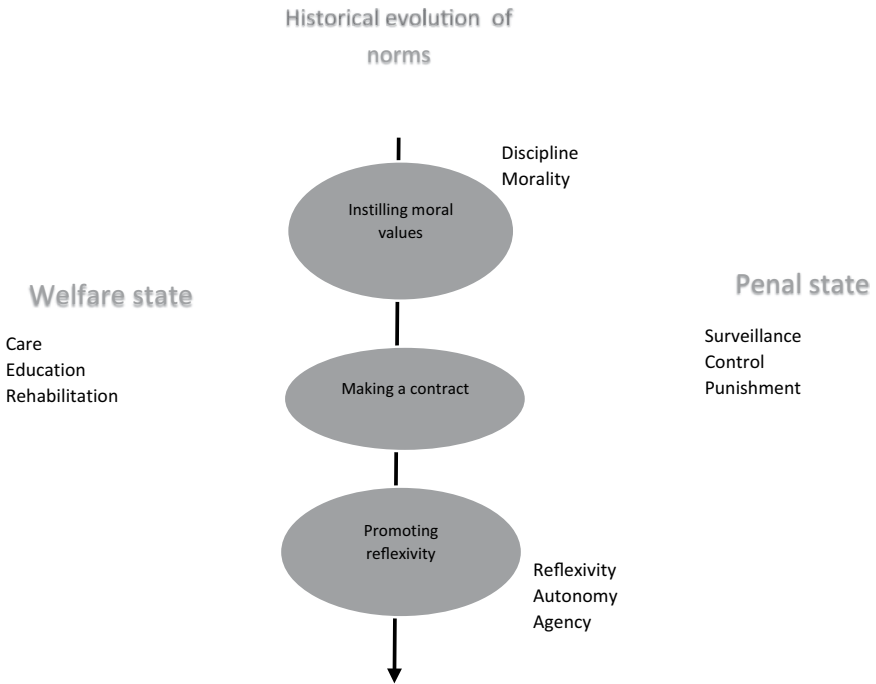 Historical evolution of
norms
Discipline
Morality
Instilling moral
values
Welfare state
Care
Education
Rehabilitation
Penal state
Surveillance
Control
Punishment
Making a contract
Promoting
reflexivity
Reflexivity
Autonomy
Agency